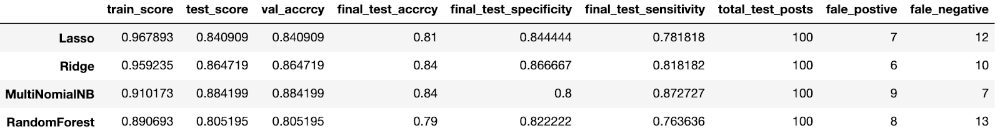 train_score test_score val_accrcy final_test_accrcy final_test_specificity final_test_sensitivity total_test_posts fale_postive fale_negative
Lasso 0.967893 0.840909 0.840909 0.81 0.844444 0.781818 100 7 12
Ridge 0.959235 0.864719 0.864719 0.84 0.866667 0.818182 100 6 10
MultiNomialNB 0.910173 0.884199 0.884199 0.84 0.8 0.872727 100 9 7
RandomForest 0.890693 0.805195 0.805195 0.79 0.822222 0.763636 100 8 13